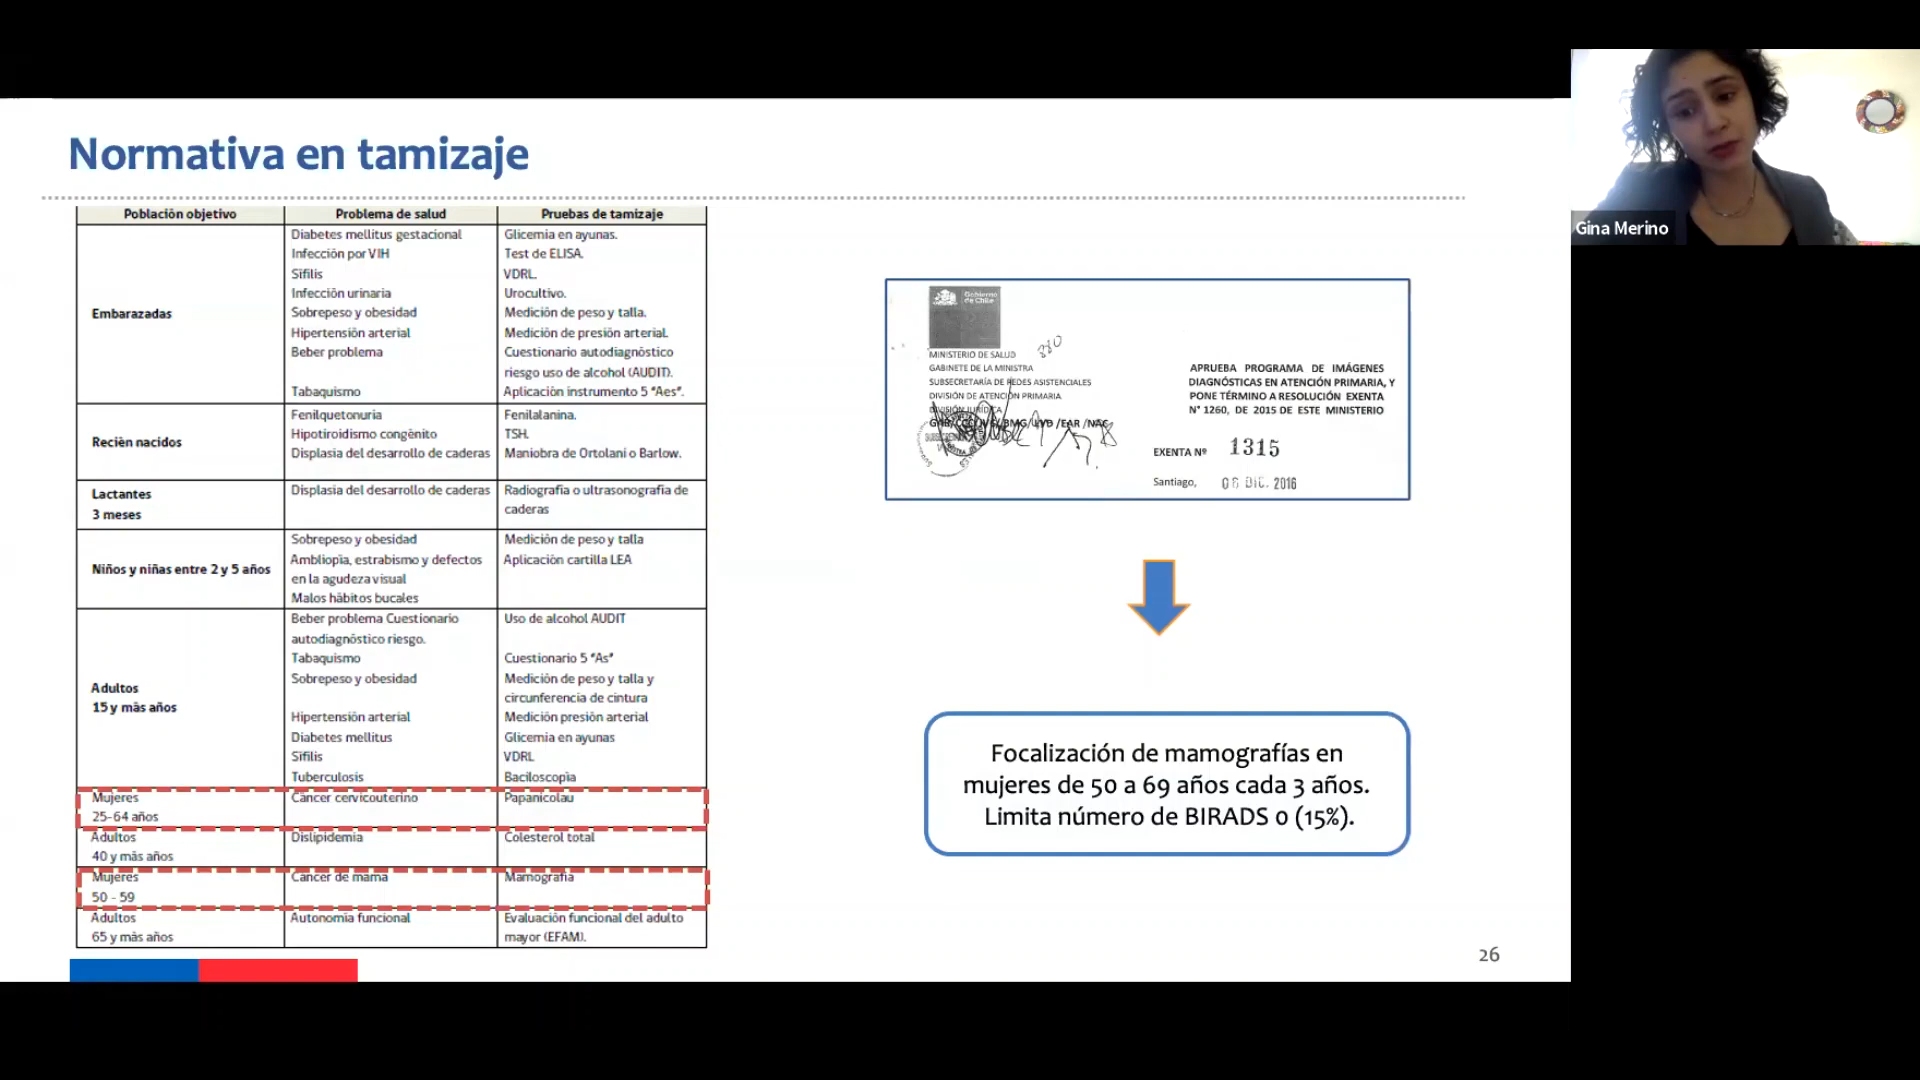 Normativa en tamizaje
Población objetivo Problema de salud Pruebas de tamizaje
Embarazadas
Diabetes mellitus gestacional Glicemia en ayunas.
Infección por VIH Test de ELISA.
Sífilis VDRL.
Infección urinaria Urocultivo.
Sobrepeso y obesidad Medición de peso y talla.
Hipertensión arterial Medición de presión arterial.
Beber problema Cuestionario autodiagnóstico
riesgo uso de alcohol (AUDIT).
Tabaquismo Aplicación instrumento 5 "Aes".
Recién nacidos
Fenilquetonuria Fenilalanina.
Hipotiroidismo congénito TSH.
Displasia del desarrollo de caderas Maniobra de Ortolani o Barlow.
Lactantes
3 meses
Displasia del desarrollo de caderas Radiografía o ultrasonografía de
caderas
Niños y niñas entre 2 y 5 años
Sobrepeso y obesidad Medición de peso y talla
Ambliopía, estrabismo y defectos Aplicación cartilla LEA
en la agudeza visual
Malos hábitos bucales
Adultos
15 y más años
Beber problema Cuestionario Uso de alcohol AUDIT
autodiagnóstico riesgo.
Tabaquismo Cuestionario 5 "As"
Sobrepeso y obesidad Medición de peso y talla y
circunferencia de cintura
Hipertensión arterial Medición presión arterial
Diabetes mellitus Glicemia en ayunas
Sífilis VDRL
Tuberculosis Baciloscopía
Mujeres Cáncer cervicouterino Papanicolau
25-64 años
Adultos Dislipidemia Colesterol total
40 y más años
Mujeres Cáncer de mama Mamografía
50 - 59
Adultos Autonomía funcional Evaluación funcional del adulto
65 y más años mayor (EFAM).
Gobierno
de Chile
MINISTERIO DE SALUD
GABINETE DE LA MINISTRA
SUBSECRETARÍA DE REDES ASISTENCIALES
DIVISIÓN DE ATENCIÓN PRIMARIA
DIVISIÓN JURÍDICA
380
APRUEBA PROGRAMA DE IMÁGENES
DIAGNÓSTICAS EN ATENCIÓN PRIMARIA, Y
PONE TÉRMINO A RESOLUCIÓN EXENTA
N° 1260, DE 2015 DE ESTE MINISTERIO
EXENTA Nº 1315
Santiago, 06 DIC. 2016
Focalización de mamografías en
mujeres de 50 a 69 años cada 3 años.
Limita número de BIRADS 0 (15%).
26
Gina Merino